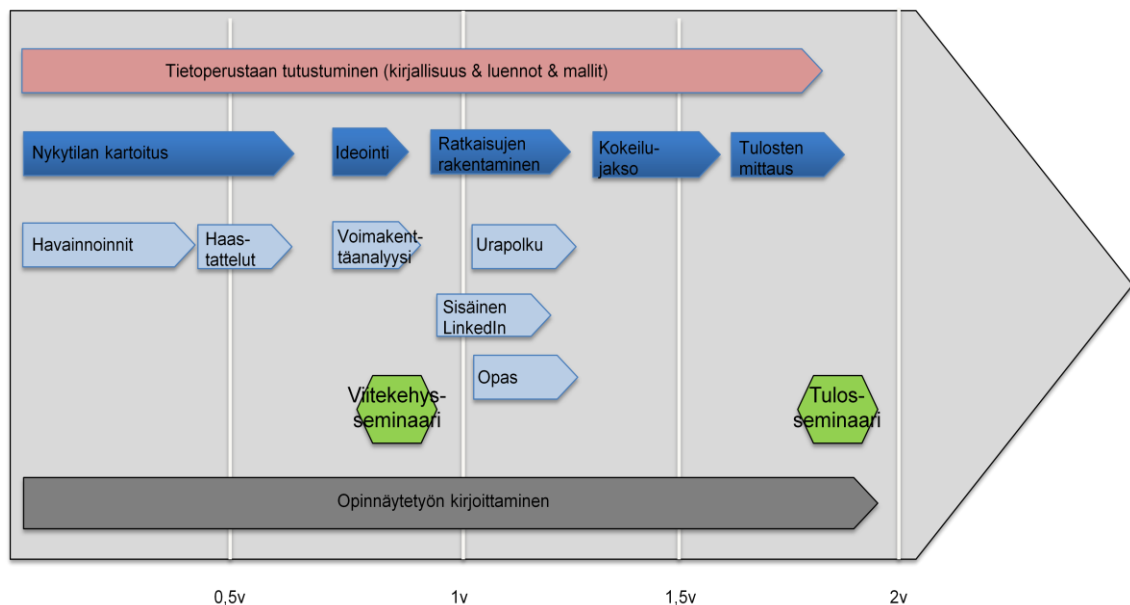 Tietoperustaan tutustuminen (kirjallisuus & luennot & mallit)
Nykytilan kartoitus
Ideointi
Ratkaisujen
rakentaminen
Kokeilu-
jakso
Tulosten
mittaus
Havainnoinnit
Haas-
tattelut
Voimakent-
täanalyysi
Urapolku
Sisäinen
LinkedIn
Opas
Viitekehys-
seminaari
Tulos-
seminaari
Opinnäytetyön kirjoittaminen
0,5v
1v
1,5v
2v